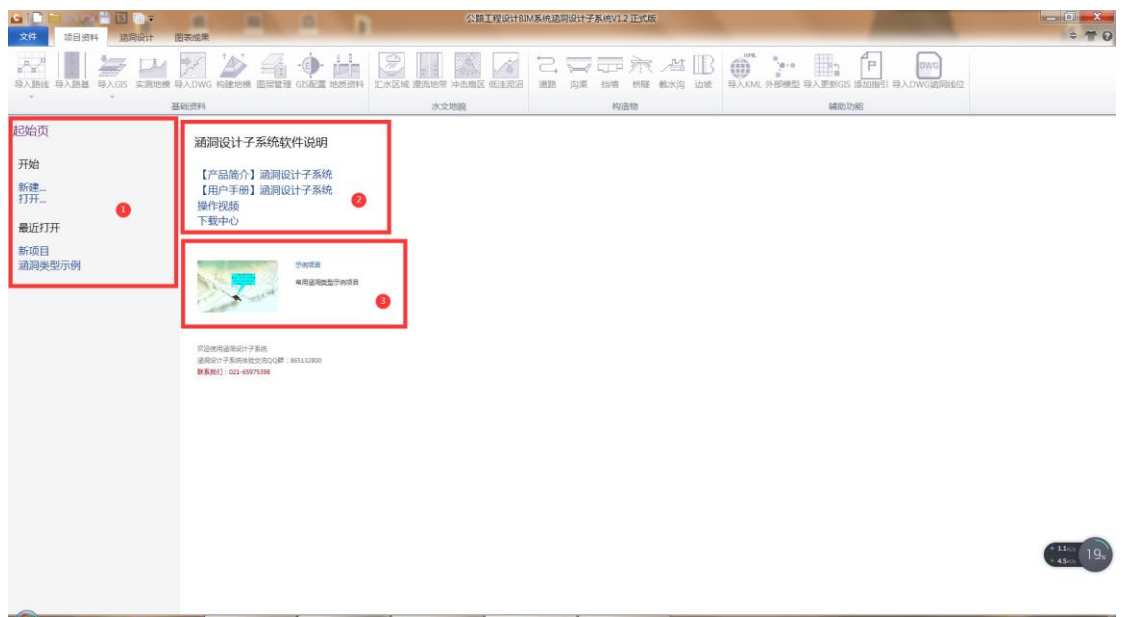 公路工程设计BIM系统涵洞设计子系统V1.2 正式版
文件 项目资料 涵洞设计 图表成果
导入路线 导入路基 导入GIS 实测地模 导入DWG 构建地模 图层管理 GIS配置 地质资料 汇水区域 漫流地带 冲击扇区 低洼泥沼 道路 沟渠 挡墙 桥隧 截水沟 边坡 导入KML 外部模型 导入更新GIS 添加指引 导入DWG涵洞线位
基础资料 水文地貌 构造物 辅助功能
起始页
开始
新建...
打开...
最近打开
新项目
涵洞类型示例
1
涵洞设计子系统软件说明
【产品简介】涵洞设计子系统
【用户手册】涵洞设计子系统
操作视频
下载中心
2
示例项目
常用涵洞类型示例项目
3
欢迎使用涵洞设计子系统
涵洞设计子系统体验交流QQ群：865132800
联系我们：021-65975398
1.1K/s
4.5K/s
19%